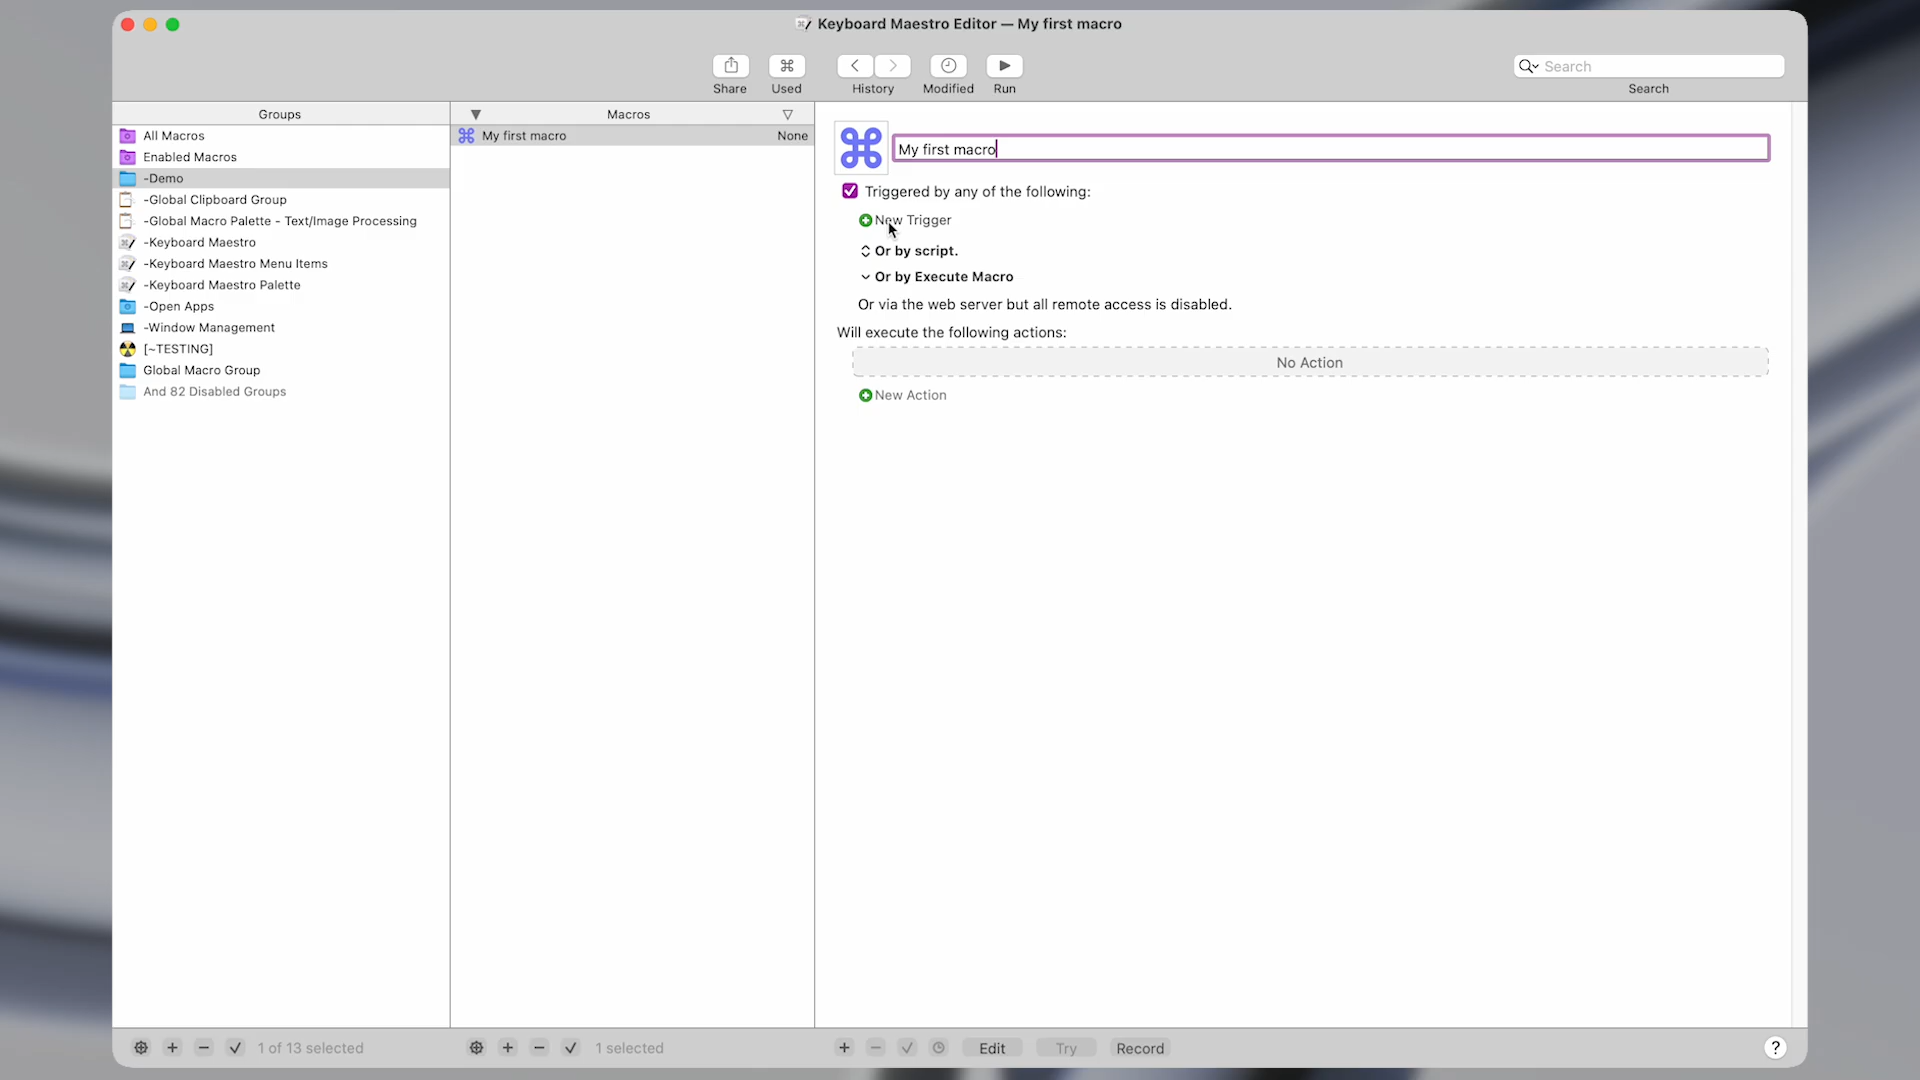 Keyboard Maestro Editor — My first macro
Share
Used
History
Modified
Run
Search
Search
Groups
All Macros
Enabled Macros
-Demo
-Global Clipboard Group
-Global Macro Palette - Text/Image Processing
-Keyboard Maestro
-Keyboard Maestro Menu Items
-Keyboard Maestro Palette
-Open Apps
-Window Management
[~TESTING]
Global Macro Group
And 82 Disabled Groups
Macros
My first macro None
My first macro
Triggered by any of the following:
New Trigger
Or by script.
Or by Execute Macro
Or via the web server but all remote access is disabled.
Will execute the following actions:
No Action
New Action
1 of 13 selected
1 selected
Edit
Try
Record
?